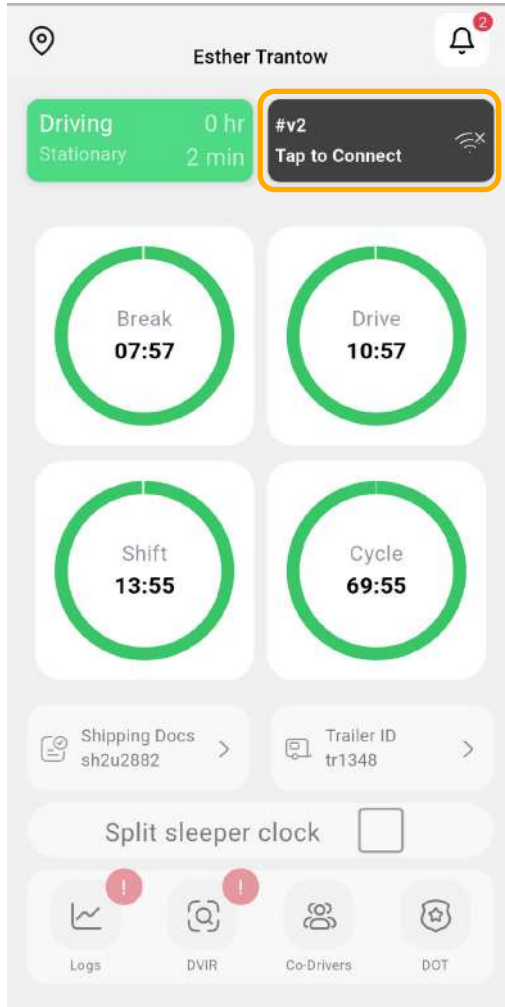 2
Esther Trantow
Driving 0 hr
Stationary 2 min
#v2
Tap to Connect
Break
07:57
Drive
10:57
Shift
13:55
Cycle
69:55
Shipping Docs
sh2u2882
Trailer ID
tr1348
Split sleeper clock
!
!
Logs
DVIR
Co-Drivers
DOT